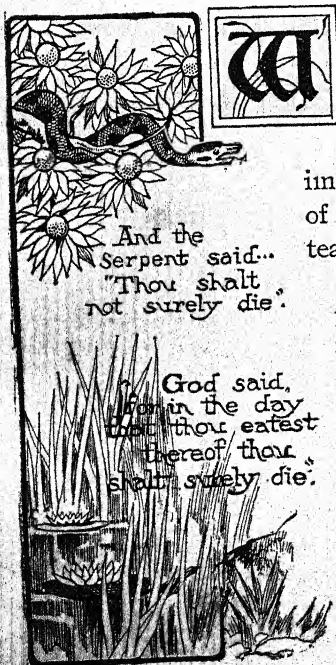 W
im
of
tea
And the
Serpent said...
"Thou shalt
not surely die".
God said,
"for in the day
that thou eatest
thereof thou
shalt surely die".